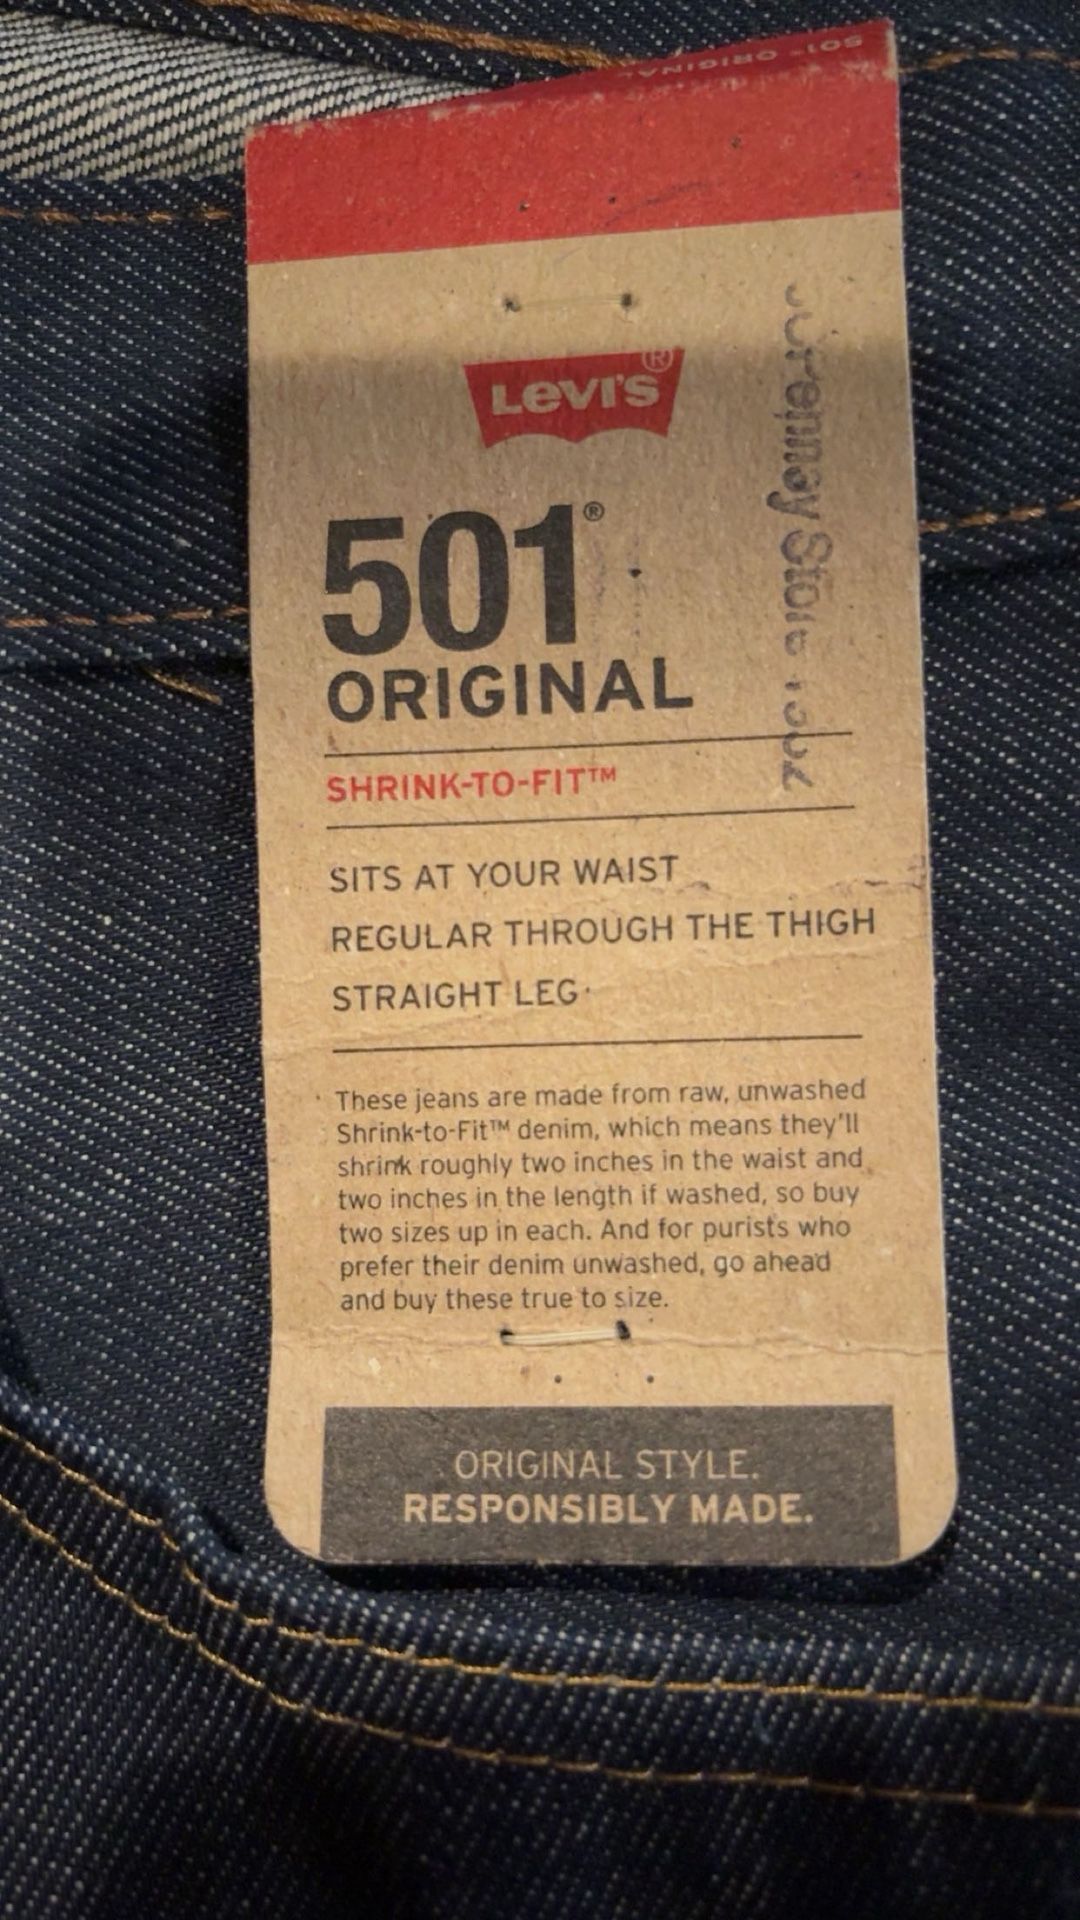 501® ORIGINAL
LEVI'S®
501®
ORIGINAL
SHRINK-TO-FIT™
SITS AT YOUR WAIST
REGULAR THROUGH THE THIGH
STRAIGHT LEG
These jeans are made from raw, unwashed
Shrink-to-Fit™ denim, which means they'll
shrink roughly two inches in the waist and
two inches in the length if washed, so buy
two sizes up in each. And for purists who
prefer their denim unwashed, go ahead
and buy these true to size.
ORIGINAL STYLE.
RESPONSIBLY MADE.
Store